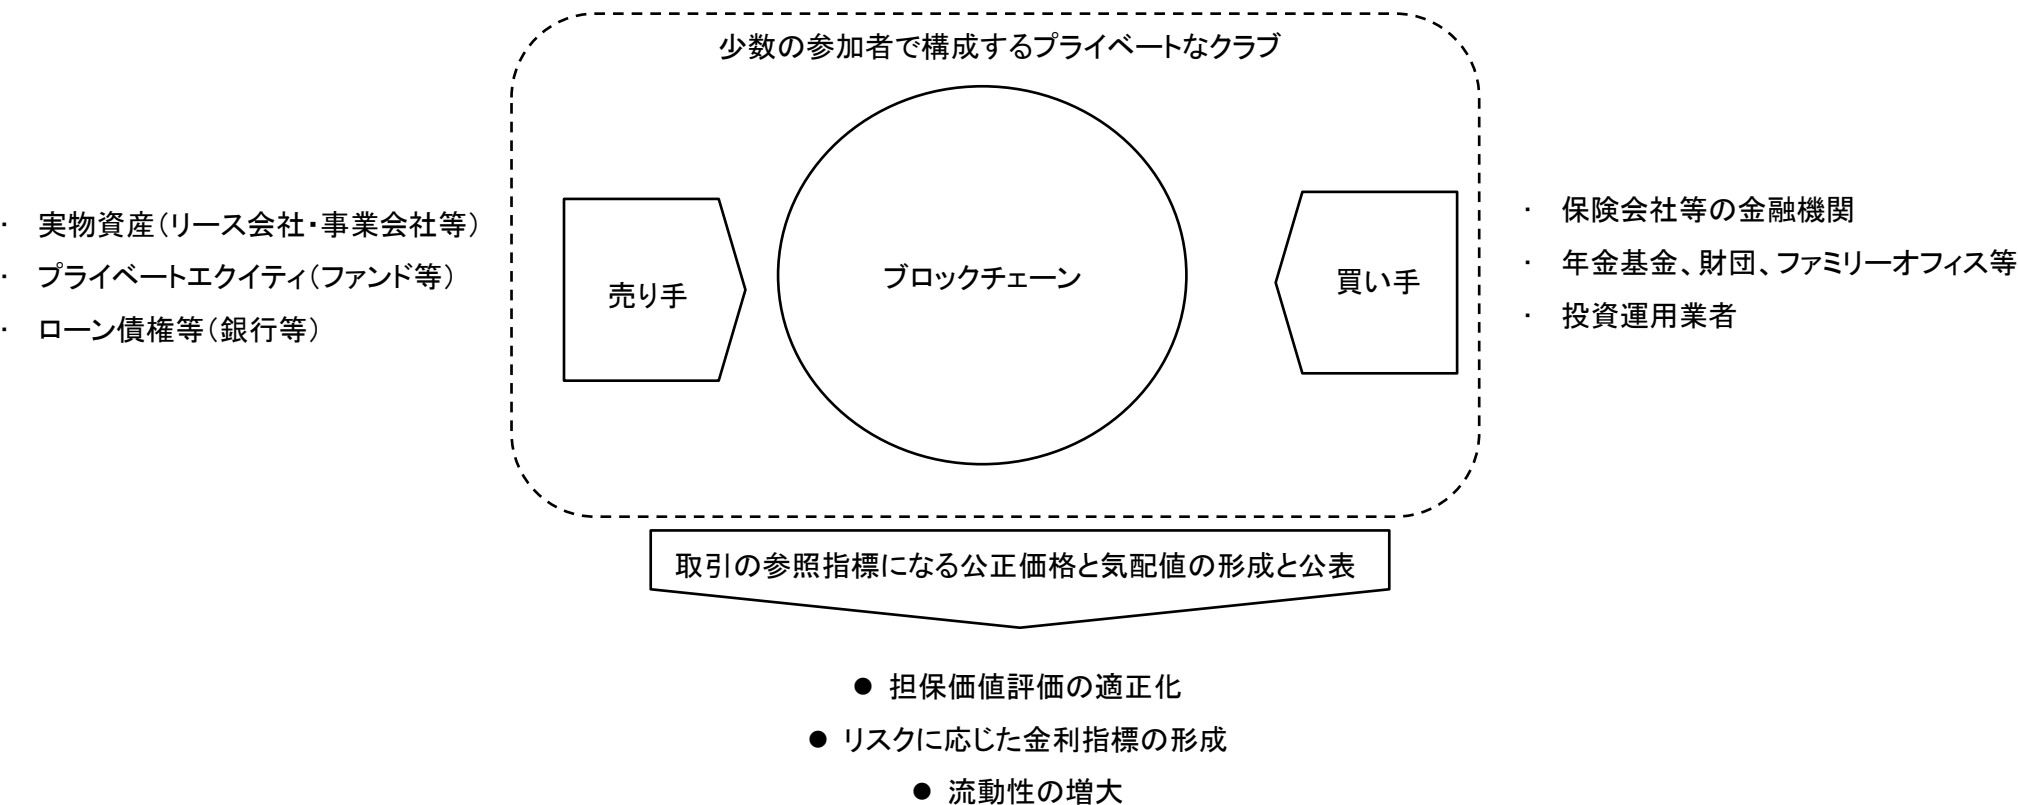 少数の参加者で構成するプライベートなクラブ
・ 実物資産（リース会社・事業会社等）
・ プライベートエクイティ（ファンド等）
・ ローン債権等（銀行等）
売り手
ブロックチェーン
買い手
・ 保険会社等の金融機関
・ 年金基金、財団、ファミリーオフィス等
・ 投資運用業者
取引の参照指標になる公正価格と気配値の形成と公表
● 担保価値評価の適正化
● リスクに応じた金利指標の形成
● 流動性の増大